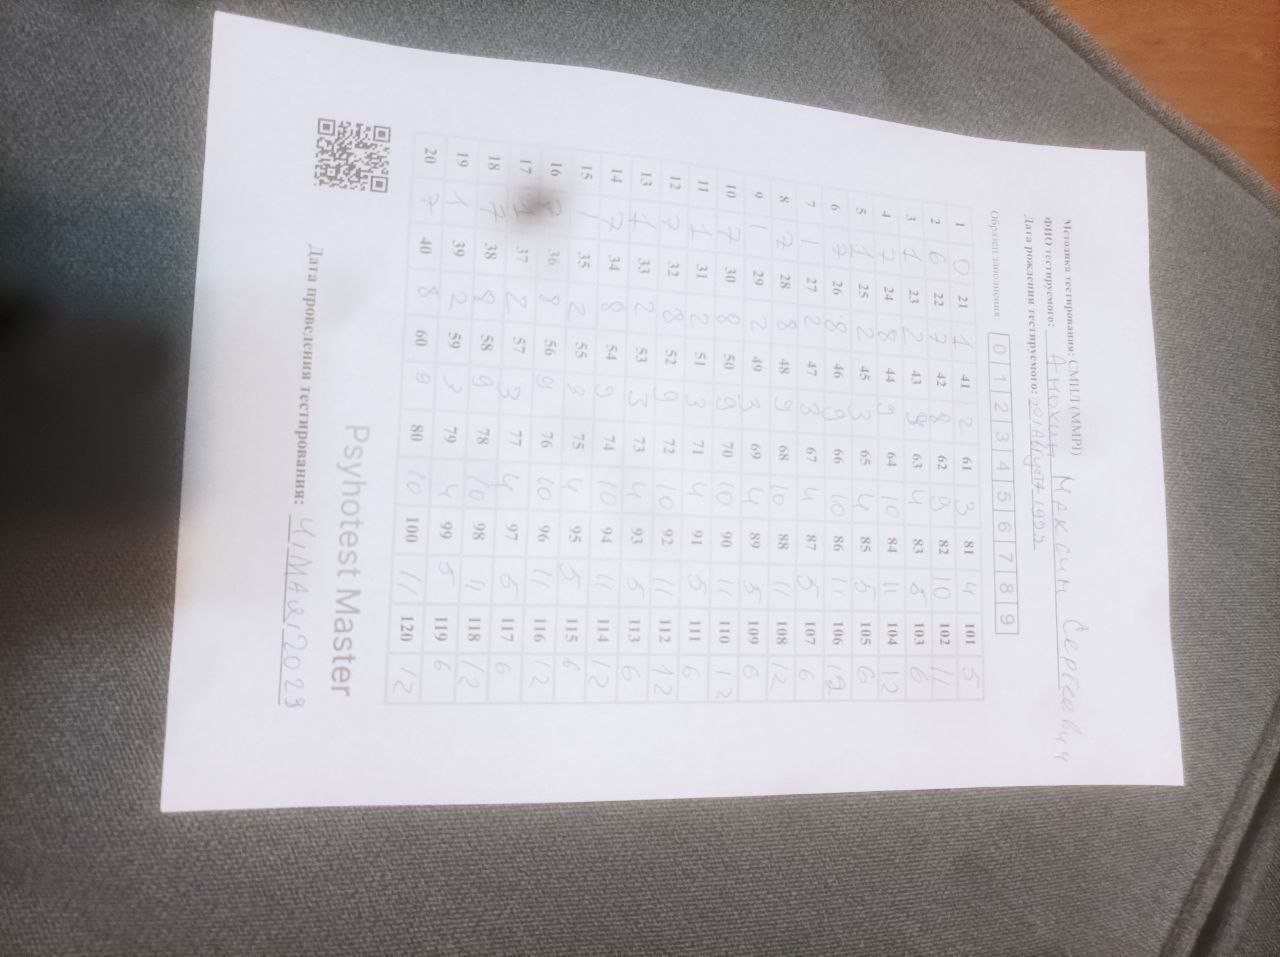 Методика тестирования: СМИЛ (MMPI)
ФИО тестируемого: Анохин Максим Сергеевич
Дата рождения тестируемого: 29 Августа 1999
Образец заполнения 0 1 2 3 4 5 6 7 8 9
1 0 21 1 41 2 61 3 81 4 101 5
2 6 22 7 42 8 62 9 82 10 102 11
3 1 23 2 43 8 63 4 83 5 103 6
4 7 24 8 44 9 64 10 84 11 104 12
5 1 25 2 45 3 65 4 85 5 105 6
6 7 26 8 46 9 66 10 86 11 106 12
7 1 27 2 47 3 67 4 87 5 107 6
8 7 28 8 48 9 68 10 88 11 108 12
9 1 29 2 49 3 69 4 89 5 109 6
10 7 30 8 50 9 70 10 90 11 110 12
11 1 31 2 51 3 71 4 91 5 111 6
12 7 32 8 52 9 72 10 92 11 112 12
13 1 33 2 53 3 73 4 93 5 113 6
14 7 34 8 54 9 74 10 94 11 114 12
15 1 35 2 55 3 75 4 95 5 115 6
16 36 8 56 9 76 10 96 11 116 12
17 1 37 2 57 3 77 4 97 5 117 6
18 7 38 8 58 9 78 10 98 11 118 12
19 1 39 2 59 3 79 4 99 5 119 6
20 7 40 8 60 9 80 10 100 11 120 12
Psyhotest Master
Дата проведения тестирования: 4, МАЯ, 2023